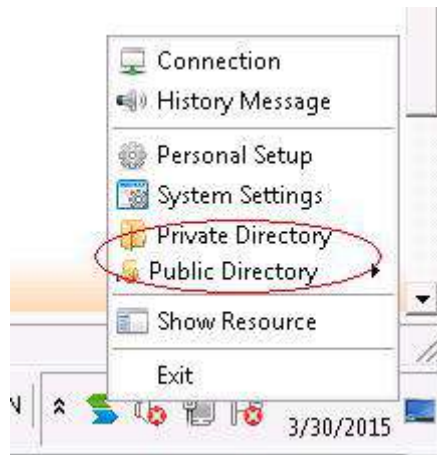 Connection
History Message
Personal Setup
System Settings
Private Directory
Public Directory
Show Resource
Exit
N
3/30/2015